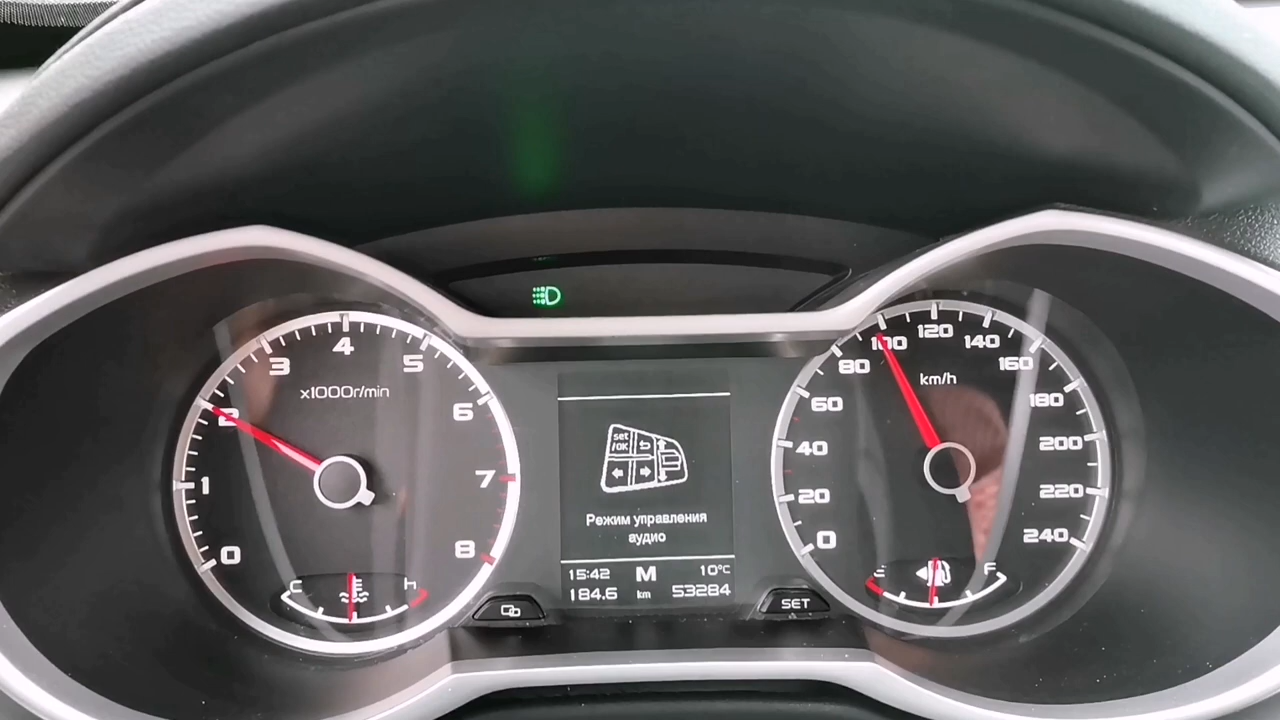 0
1
2
3
4
5
6
7
8
x1000r/min
C
h
set
/OK
Режим управления
аудио
15:42 M 10°C
184.6 km 53284
SET
0
20
40
60
80
100
120
140
160
180
200
220
240
km/h
E
F